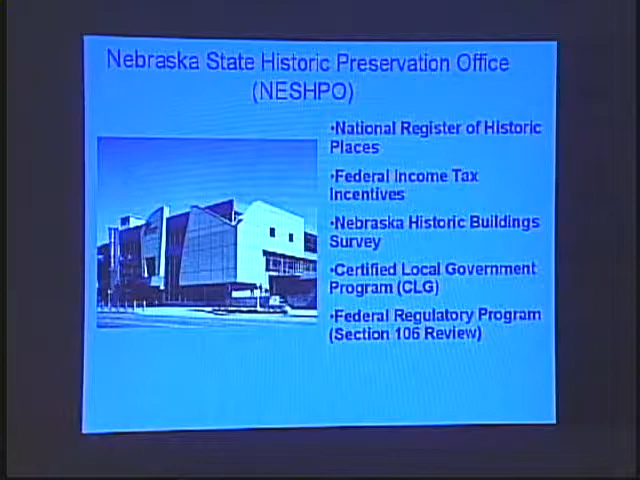 Nebraska State Historic Preservation Office
(NESHPO)
•National Register of Historic
Places
•Federal Income Tax
Incentives
•Nebraska Historic Buildings
Survey
•Certified Local Government
Program (CLG)
•Federal Regulatory Program
(Section 106 Review)